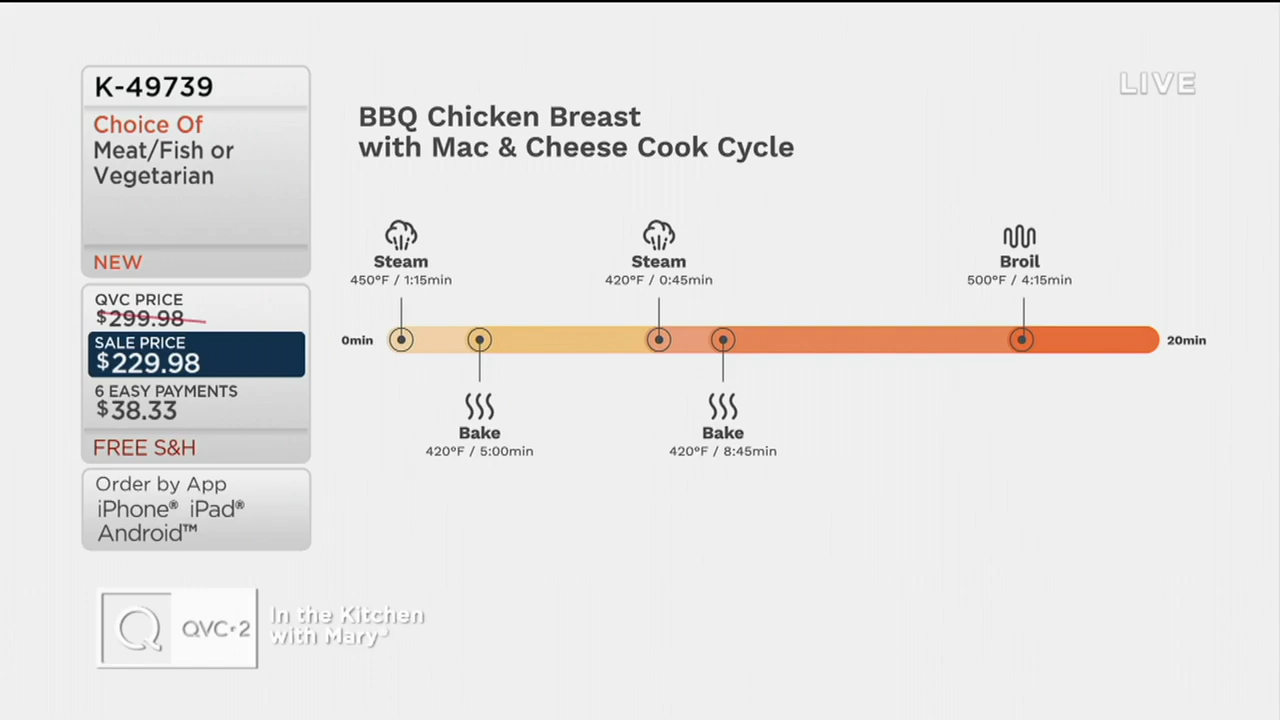 K-49739
Choice Of
Meat/Fish or
Vegetarian
NEW
QVC PRICE
$299.98
SALE PRICE
$229.98
6 EASY PAYMENTS
$38.33
FREE S&H
Order by App
iPhone® iPad®
Android™
LIVE
BBQ Chicken Breast
with Mac & Cheese Cook Cycle
Steam
450°F / 1:15min
Steam
420°F / 0:45min
Broil
500°F / 4:15min
0min
20min
Bake
420°F / 5:00min
Bake
420°F / 8:45min
Q QVC•2
In the Kitchen
with Mary®